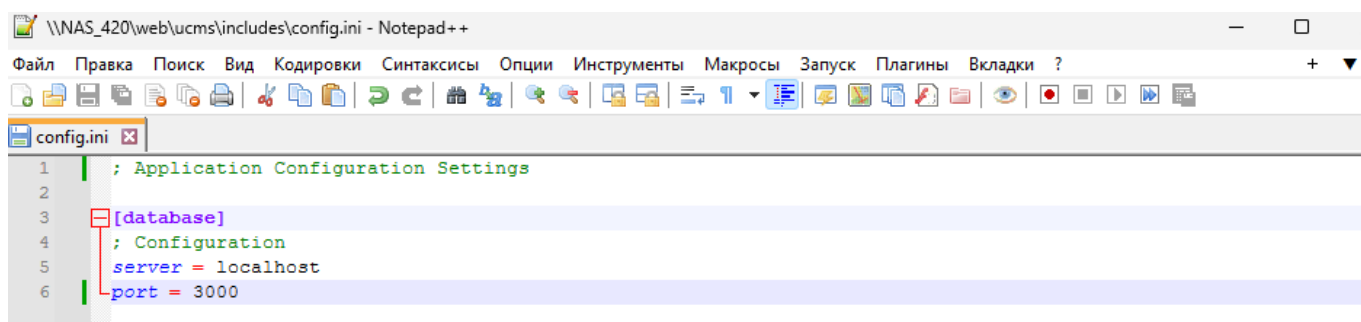 \\NAS_420\web\ucms\includes\config.ini - Notepad++
Файл Правка Поиск Вид Кодировки Синтаксисы Опции Инструменты Макросы Запуск Плагины Вкладки ?
config.ini
1 ; Application Configuration Settings
2
3 [database]
4 ; Configuration
5 server = localhost
6 port = 3000